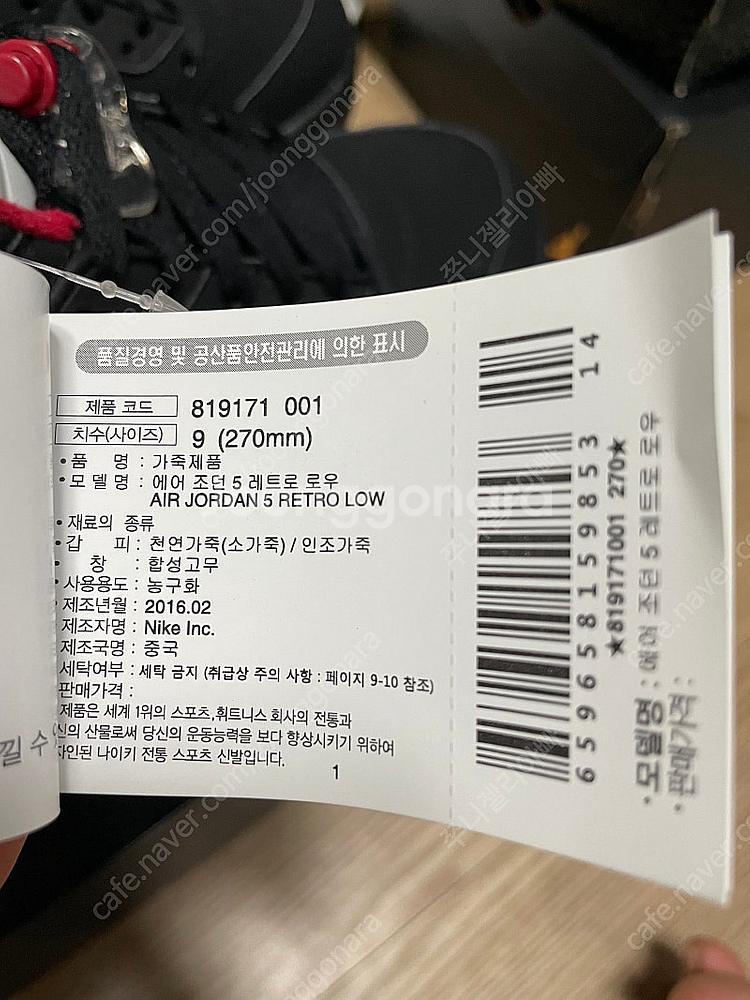 품질경영 및 공산품안전관리에 의한 표시
제품 코드 819171 001
치수(사이즈) 9 (270mm)
• 품 명 : 가죽제품
• 모 델 명 : 에어 조던 5 레트로 로우
AIR JORDAN 5 RETRO LOW
• 재료의 종류
• 갑 피 : 천연가죽(소가죽) / 인조가죽
• 창 : 합성고무
• 사용용도 : 농구화
• 제조년월 : 2016.02
제조자명 : Nike Inc.
제조국명 : 중국
세탁여부 : 세탁 금지 (취급상 주의 사항 : 페이지 9-10 참조)
판매가격 :
제품은 세계 1위의 스포츠,휘트니스 회사의 전통과
신의 산물로써 당신의 운동능력을 보다 향상시키기 위하여
자인된 나이키 전통 스포츠 신발입니다.
1
낄 수
14
659658159853
★819171001 270★
• 모델명 : 에어 조던 5 레트로 로우
• 판매가격 :
cafe.naver.com/joonggonara
쭈니젤리아빠
joonggonara